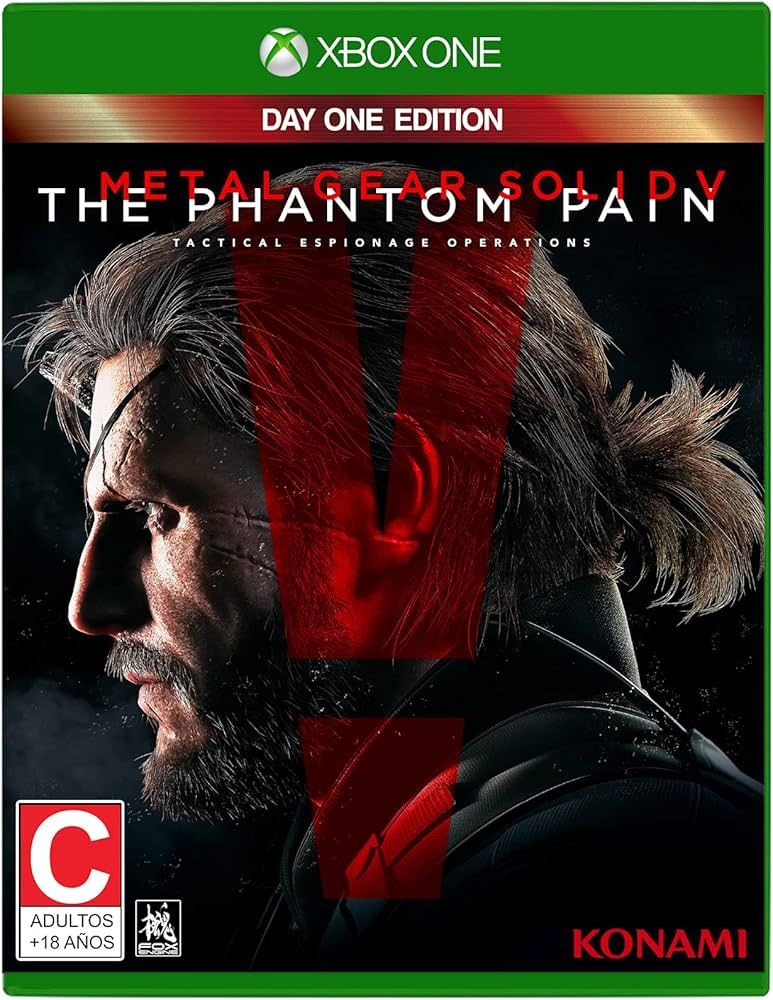 XBOX ONE
DAY ONE EDITION
METAL GEAR SOLID V
THE PHANTOM PAIN
TACTICAL ESPIONAGE OPERATIONS
C
ADULTOS
+18 AÑOS
FOX
ENGINE
KONAMI